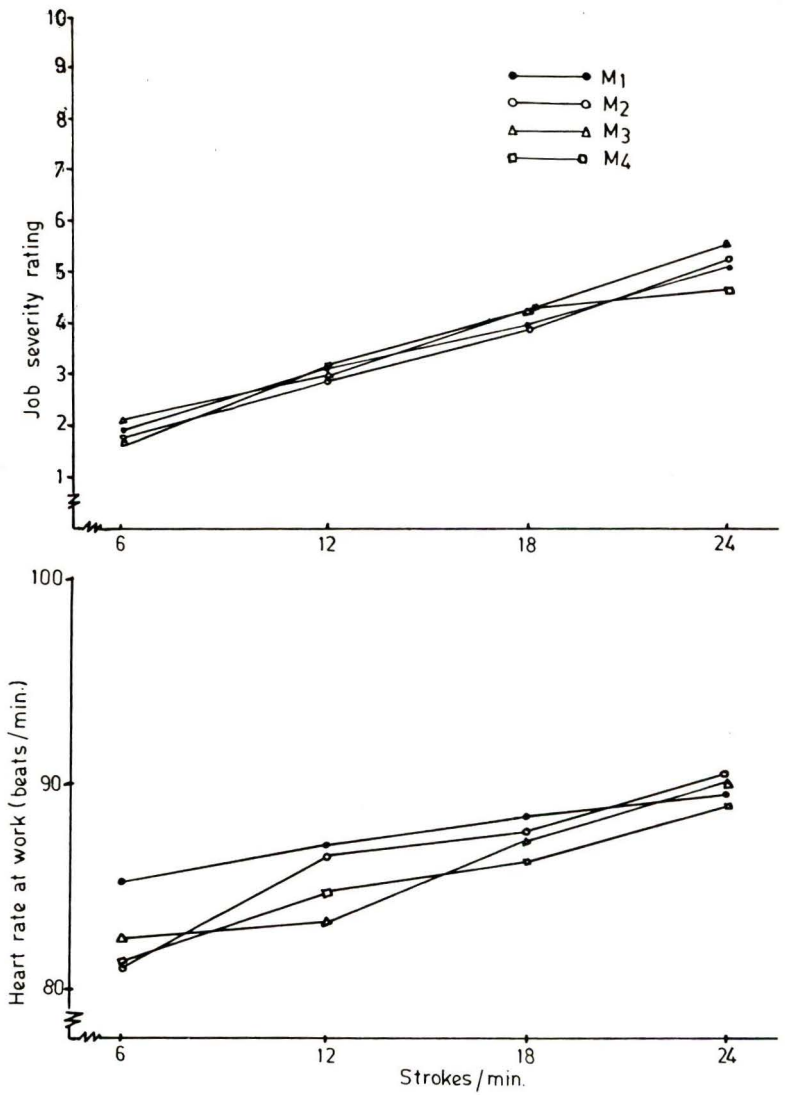 10
9
8
7
6
5
4
3
2
1
Job severity rating
M1
M2
M3
M4
6 12 18 24
100
90
80
Heart rate at work (beats/min.)
6 12 18 24
Strokes/min.